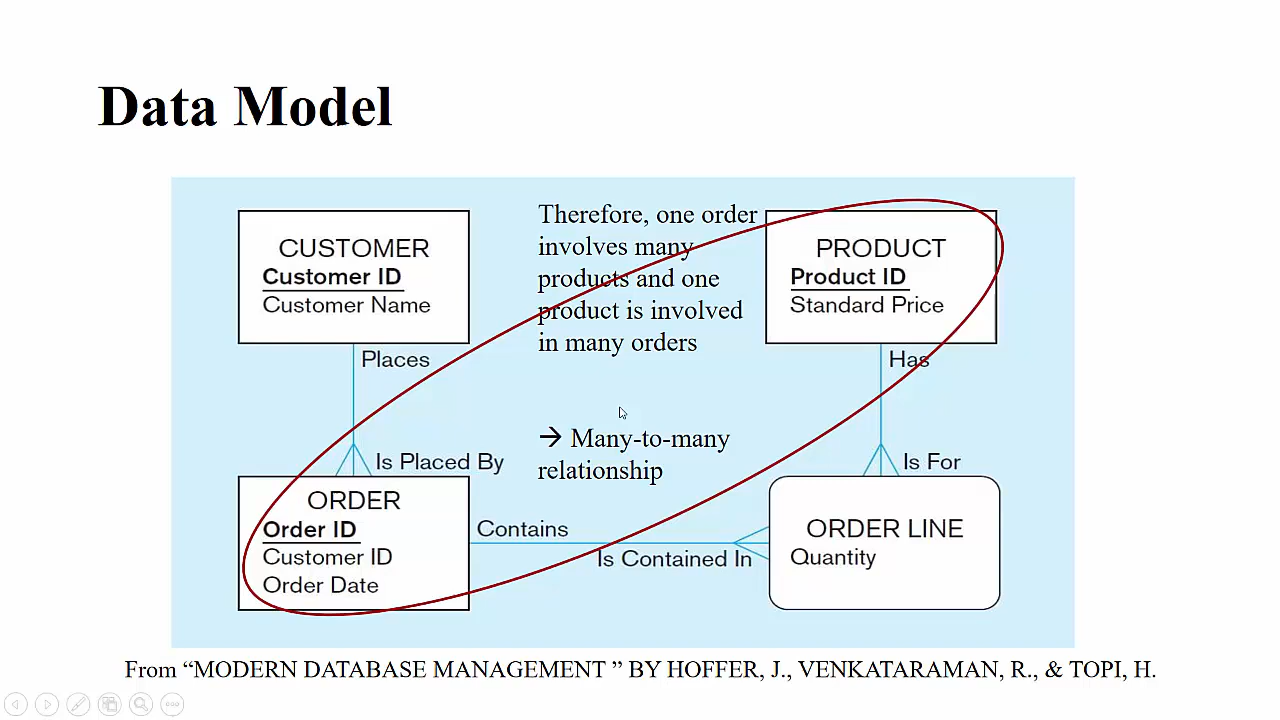 Data Model
CUSTOMER
Customer ID
Customer Name
Therefore, one order
involves many
products and one
product is involved
in many orders
PRODUCT
Product ID
Standard Price
Places
Has
→ Many-to-many
relationship
Is Placed By
Is For
ORDER
Order ID
Customer ID
Order Date
Contains
Is Contained In
ORDER LINE
Quantity
From “MODERN DATABASE MANAGEMENT ” BY HOFFER, J., VENKATARAMAN, R., & TOPI, H.